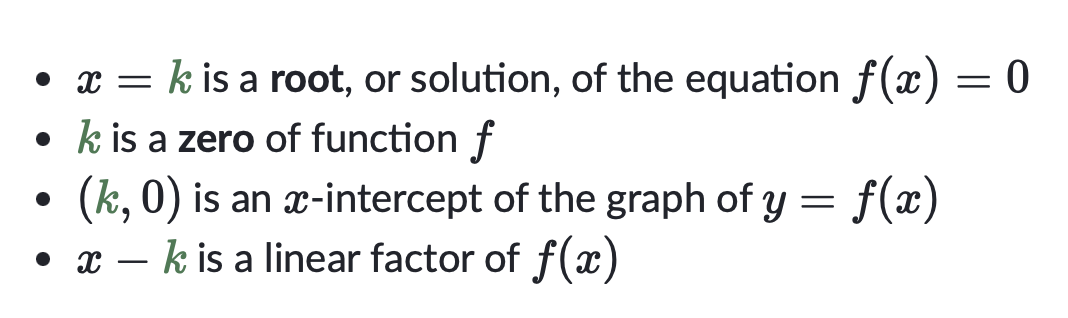 • x = k is a root, or solution, of the equation f(x) = 0
• k is a zero of function f
• (k, 0) is an x-intercept of the graph of y = f(x)
• x − k is a linear factor of f(x)